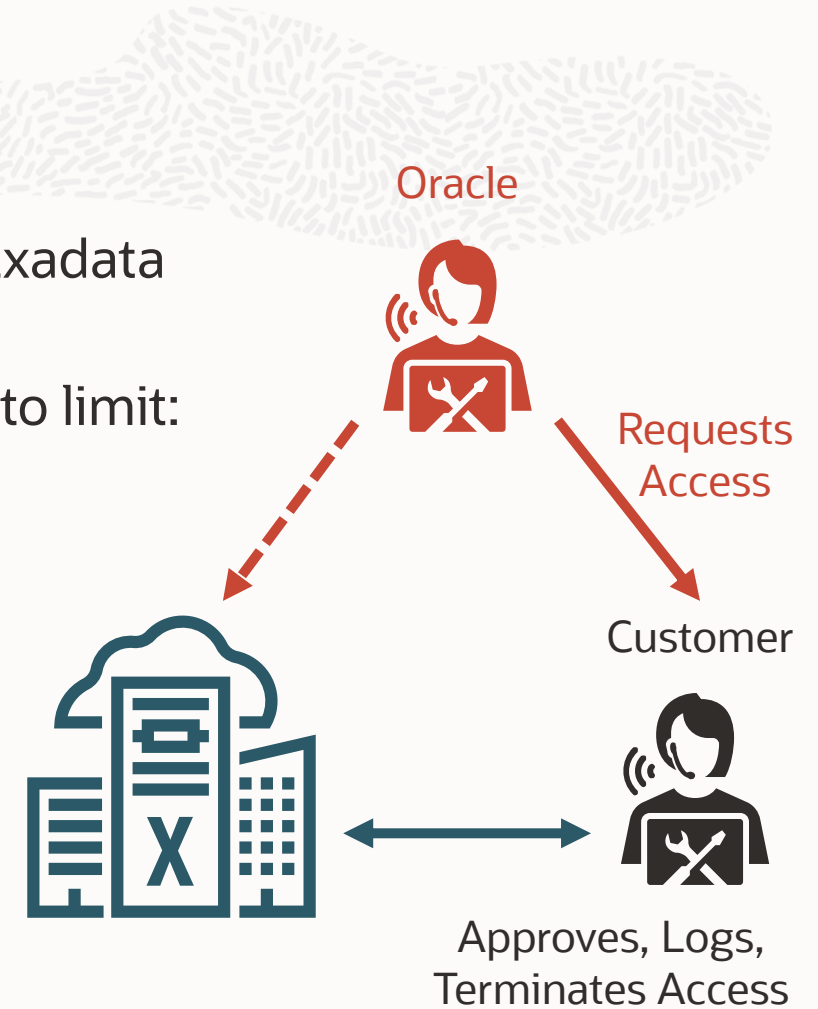 Oracle
xadata
to limit:
Requests
Access
Customer
X
Approves, Logs,
Terminates Access